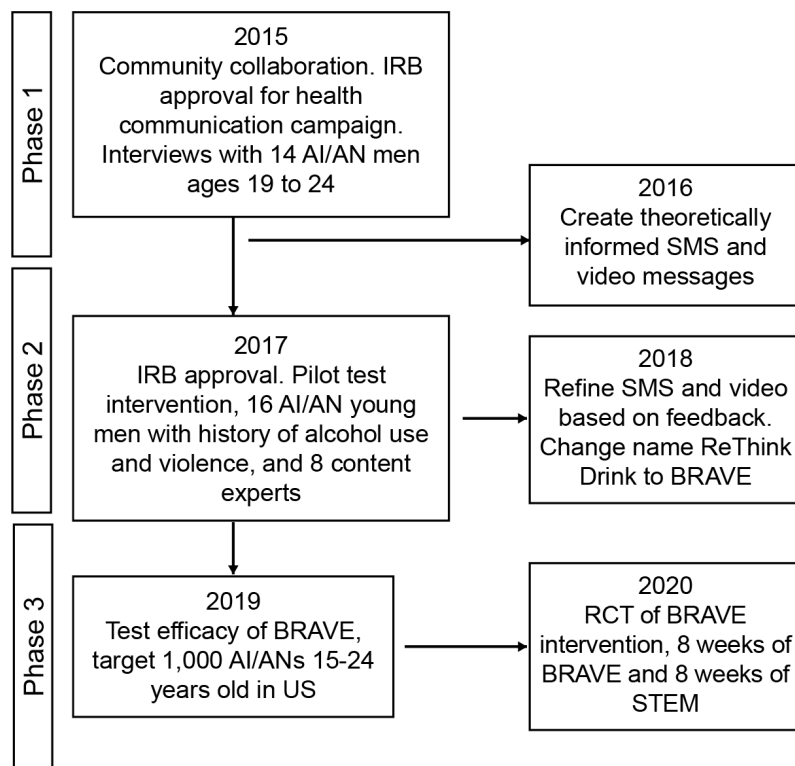 Phase 1
2015
Community collaboration. IRB
approval for health
communication campaign.
Interviews with 14 AI/AN men
ages 19 to 24
2016
Create theoretically
informed SMS and
video messages
Phase 2
2017
IRB approval. Pilot test
intervention, 16 AI/AN young
men with history of alcohol use
and violence, and 8 content
experts
2018
Refine SMS and video
based on feedback.
Change name ReThink
Drink to BRAVE
Phase 3
2019
Test efficacy of BRAVE,
target 1,000 AI/ANs 15-24
years old in US
2020
RCT of BRAVE
intervention, 8 weeks of
BRAVE and 8 weeks of
STEM